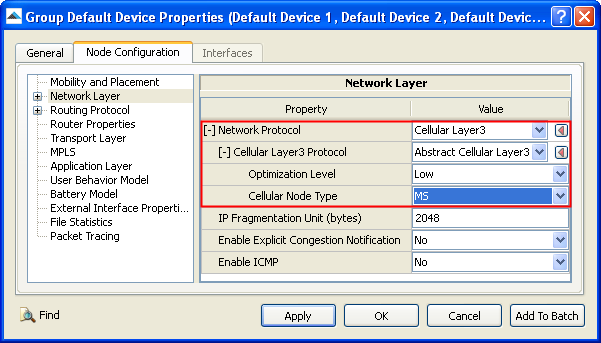 Group Default Device Properties (Default Device 1, Default Device 2, Default Devic...
General Node Configuration Interfaces
Mobility and Placement
Network Layer
Routing Protocol
Router Properties
Transport Layer
MPLS
Application Layer
User Behavior Model
Battery Model
External Interface Properti...
File Statistics
Packet Tracing
Network Layer
Property Value
[-] Network Protocol Cellular Layer3
[-] Cellular Layer3 Protocol Abstract Cellular Layer3
Optimization Level Low
Cellular Node Type MS
IP Fragmentation Unit (bytes) 2048
Enable Explicit Congestion Notification No
Enable ICMP No
Find Apply OK Cancel Add To Batch